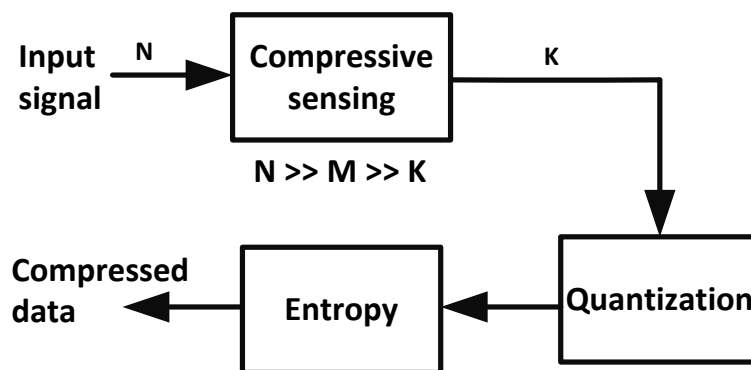 Input
signal
N
Compressive
sensing
K
N >> M >> K
Compressed
data
Entropy
Quantization